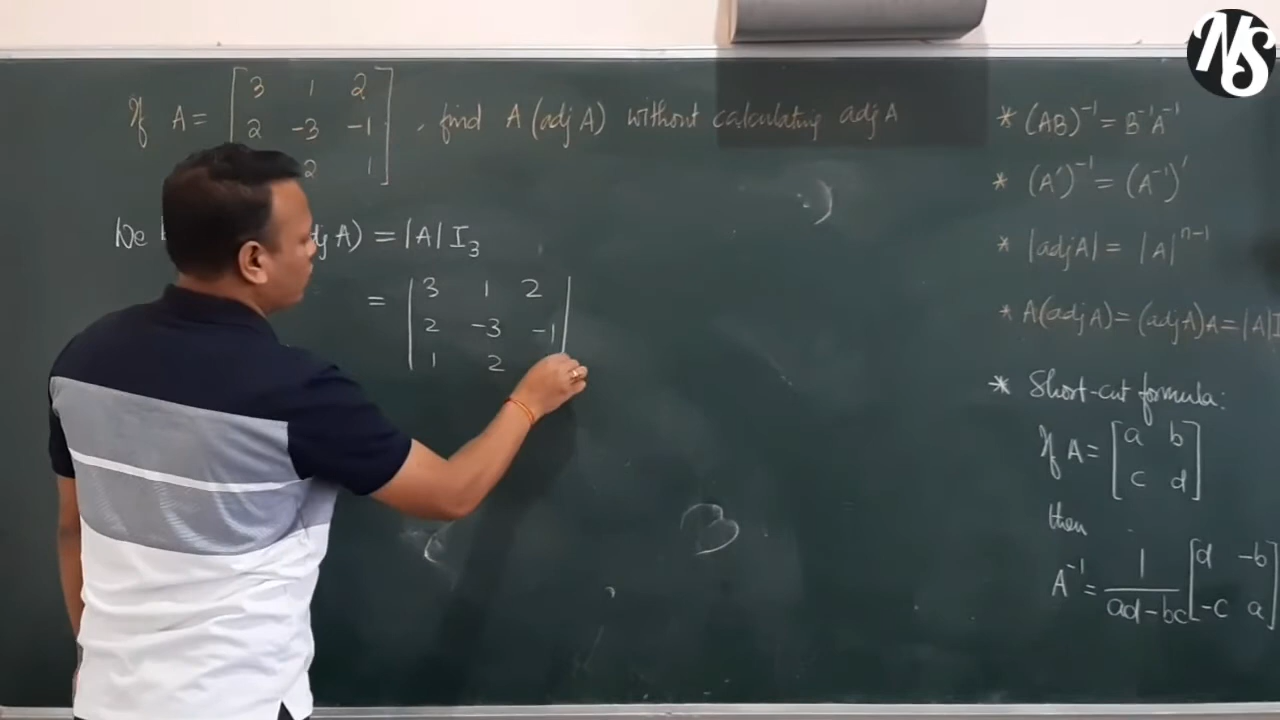 NS
If A = [ 3 1 2
2 -3 -1
2 1 ] , find A (adj A) without calculating adj A
We (adj A) = |A| I₃
= | 3 1 2
2 -3 -1
1 2 |
* (AB)⁻¹ = B⁻¹A⁻¹
* (A')⁻¹ = (A⁻¹)'
* |adj A| = |A|ⁿ⁻¹
* A(adj A) = (adj A)A = |A|I
* Short-cut formula:
If A = [ a b
c d ]
then
A⁻¹ = 1/(ad-bc) [ d -b
-c a ]